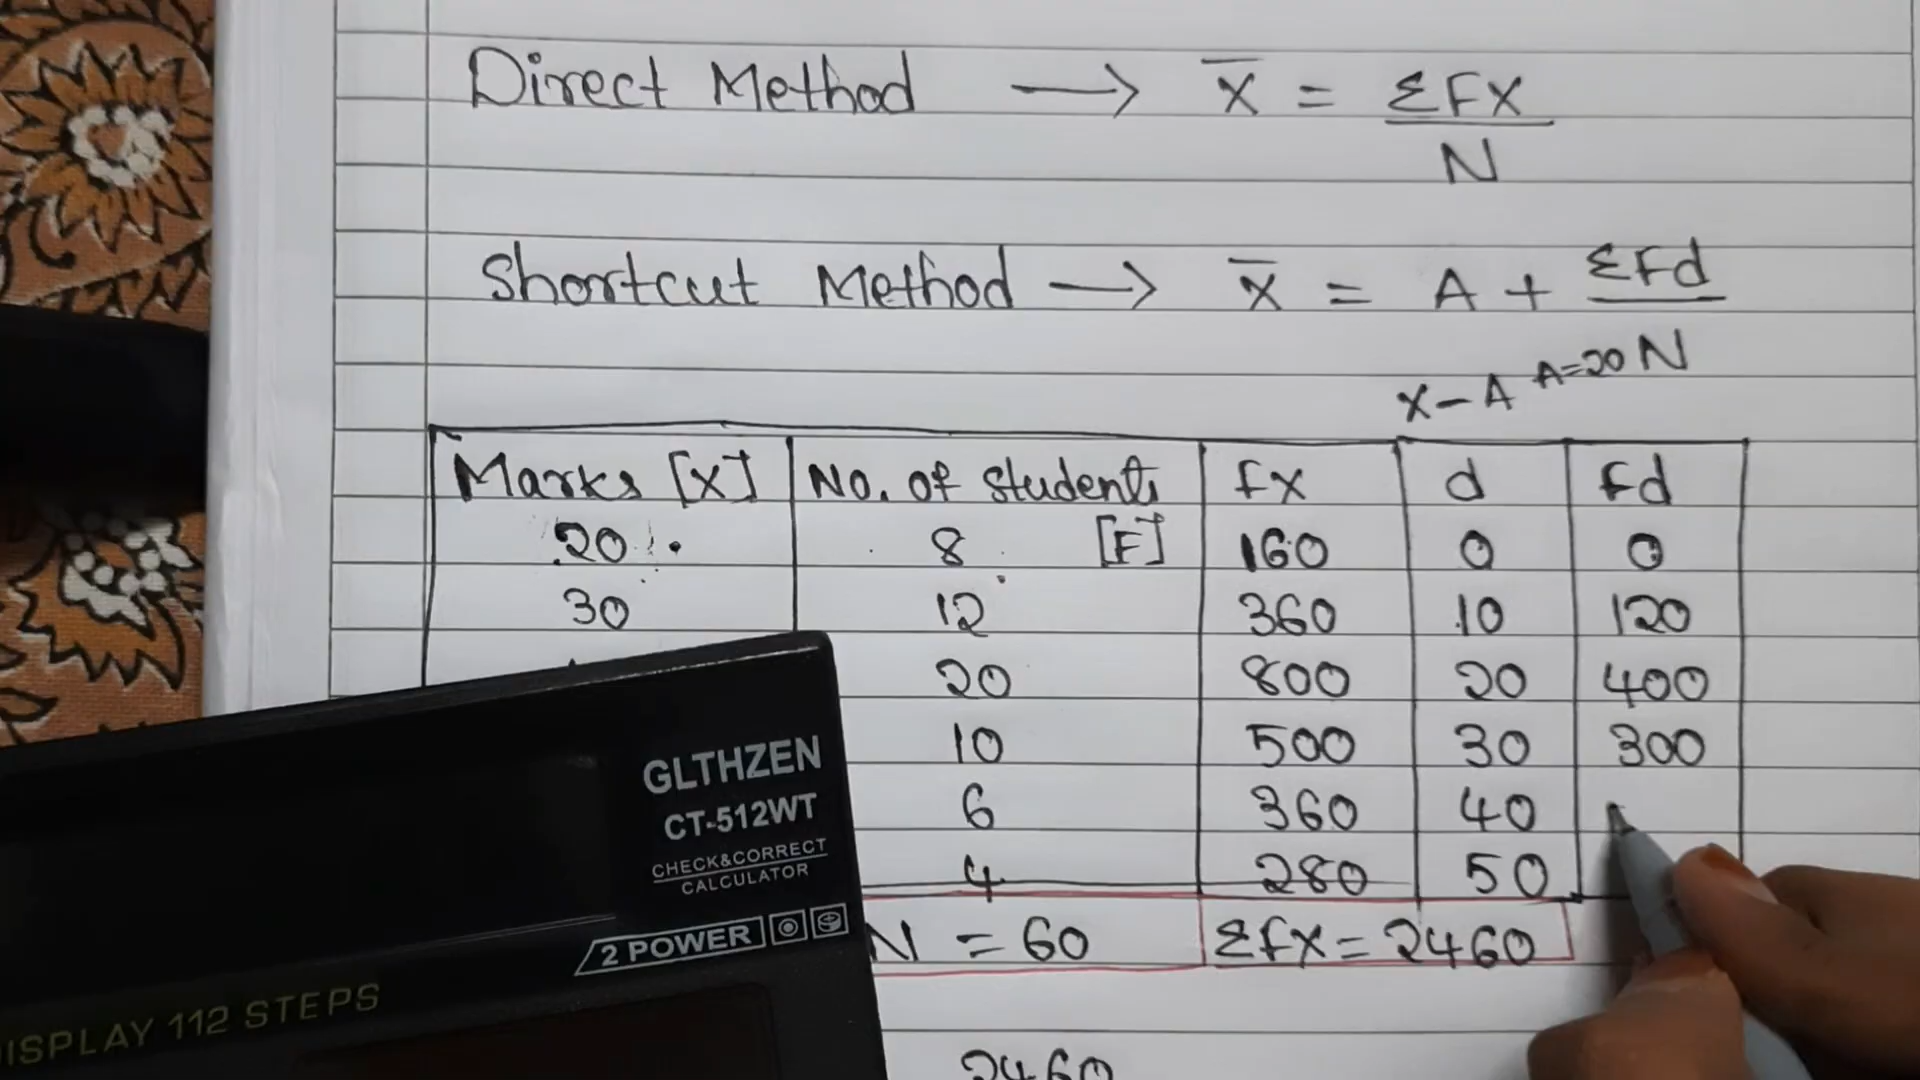 Direct Method → X̄ = ΣFX
N
Shortcut Method → X̄ = A + ΣFd
N
X-A A=20
Marks [X] No. of students FX d Fd
20 8 [F] 160 0 0
30 12 360 10 120
20 800 20 400
10 500 30 300
6 360 40
4 280 50
N = 60 ΣFX = 2460
2460
GLTHZEN
CT-512WT
CHECK&CORRECT
CALCULATOR
2 POWER
ISPLAY 112 STEPS